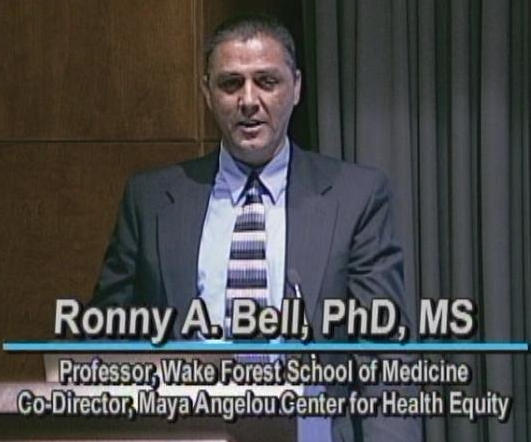 Ronny A. Bell, PhD, MS
Professor, Wake Forest School of Medicine
Co-Director, Maya Angelou Center for Health Equity